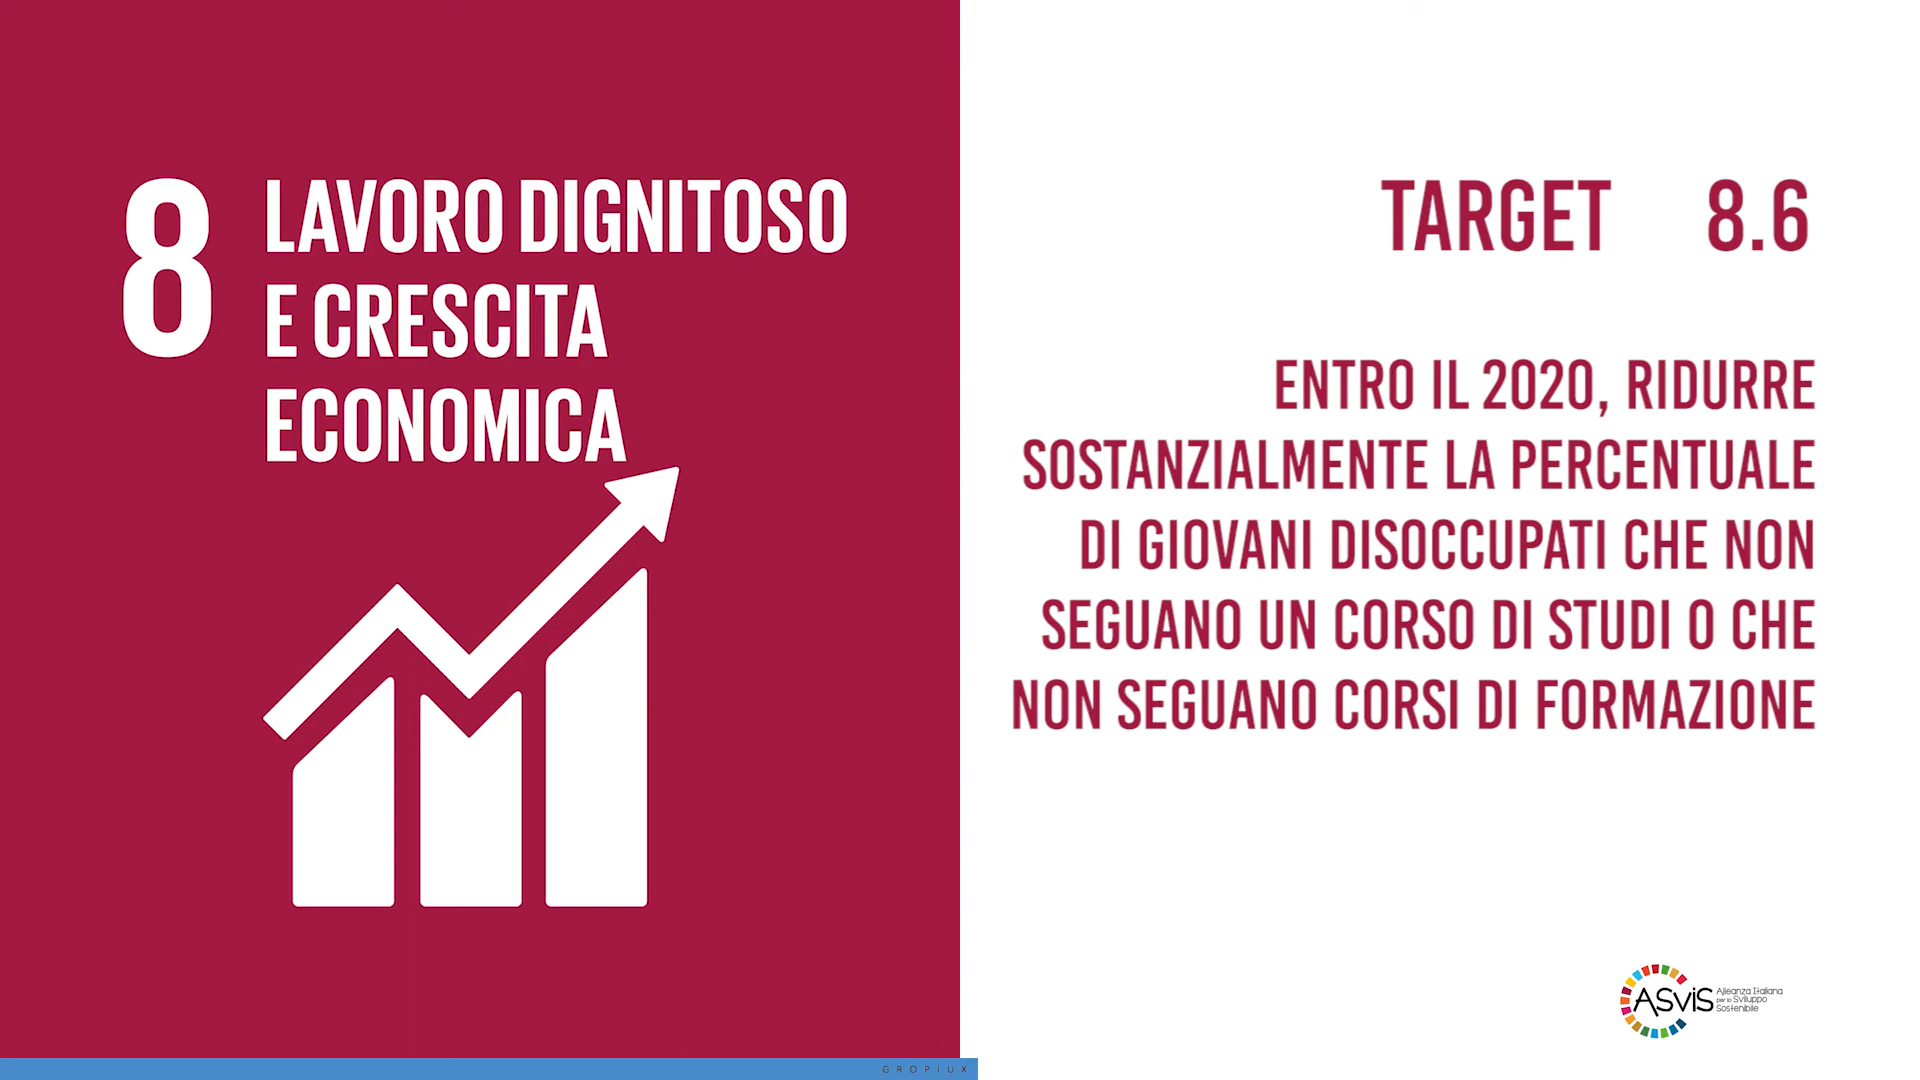 8
LAVORO DIGNITOSO
E CRESCITA
ECONOMICA
TARGET 8.6
ENTRO IL 2020, RIDURRE
SOSTANZIALMENTE LA PERCENTUALE
DI GIOVANI DISOCCUPATI CHE NON
SEGUANO UN CORSO DI STUDI O CHE
NON SEGUANO CORSI DI FORMAZIONE
ASviS
Alleanza Italiana
per lo Sviluppo
Sostenibile
GROPIUX